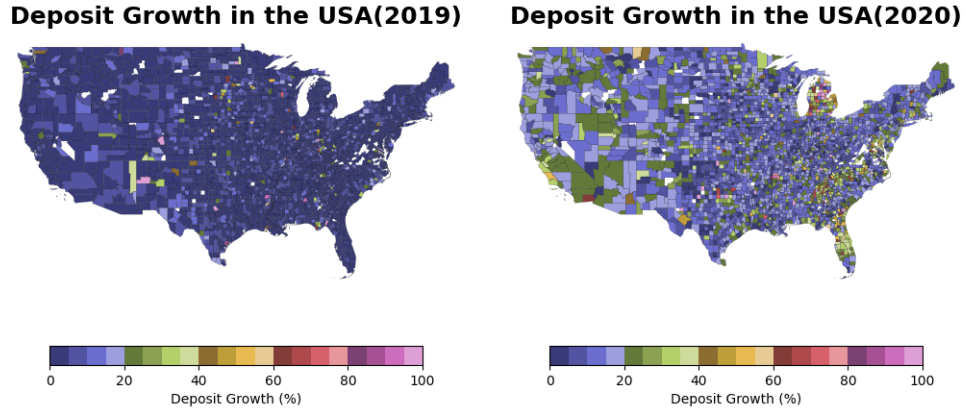 Deposit Growth in the USA(2019)
Deposit Growth in the USA(2020)
0 20 40 60 80 100
Deposit Growth (%)
0 20 40 60 80 100
Deposit Growth (%)